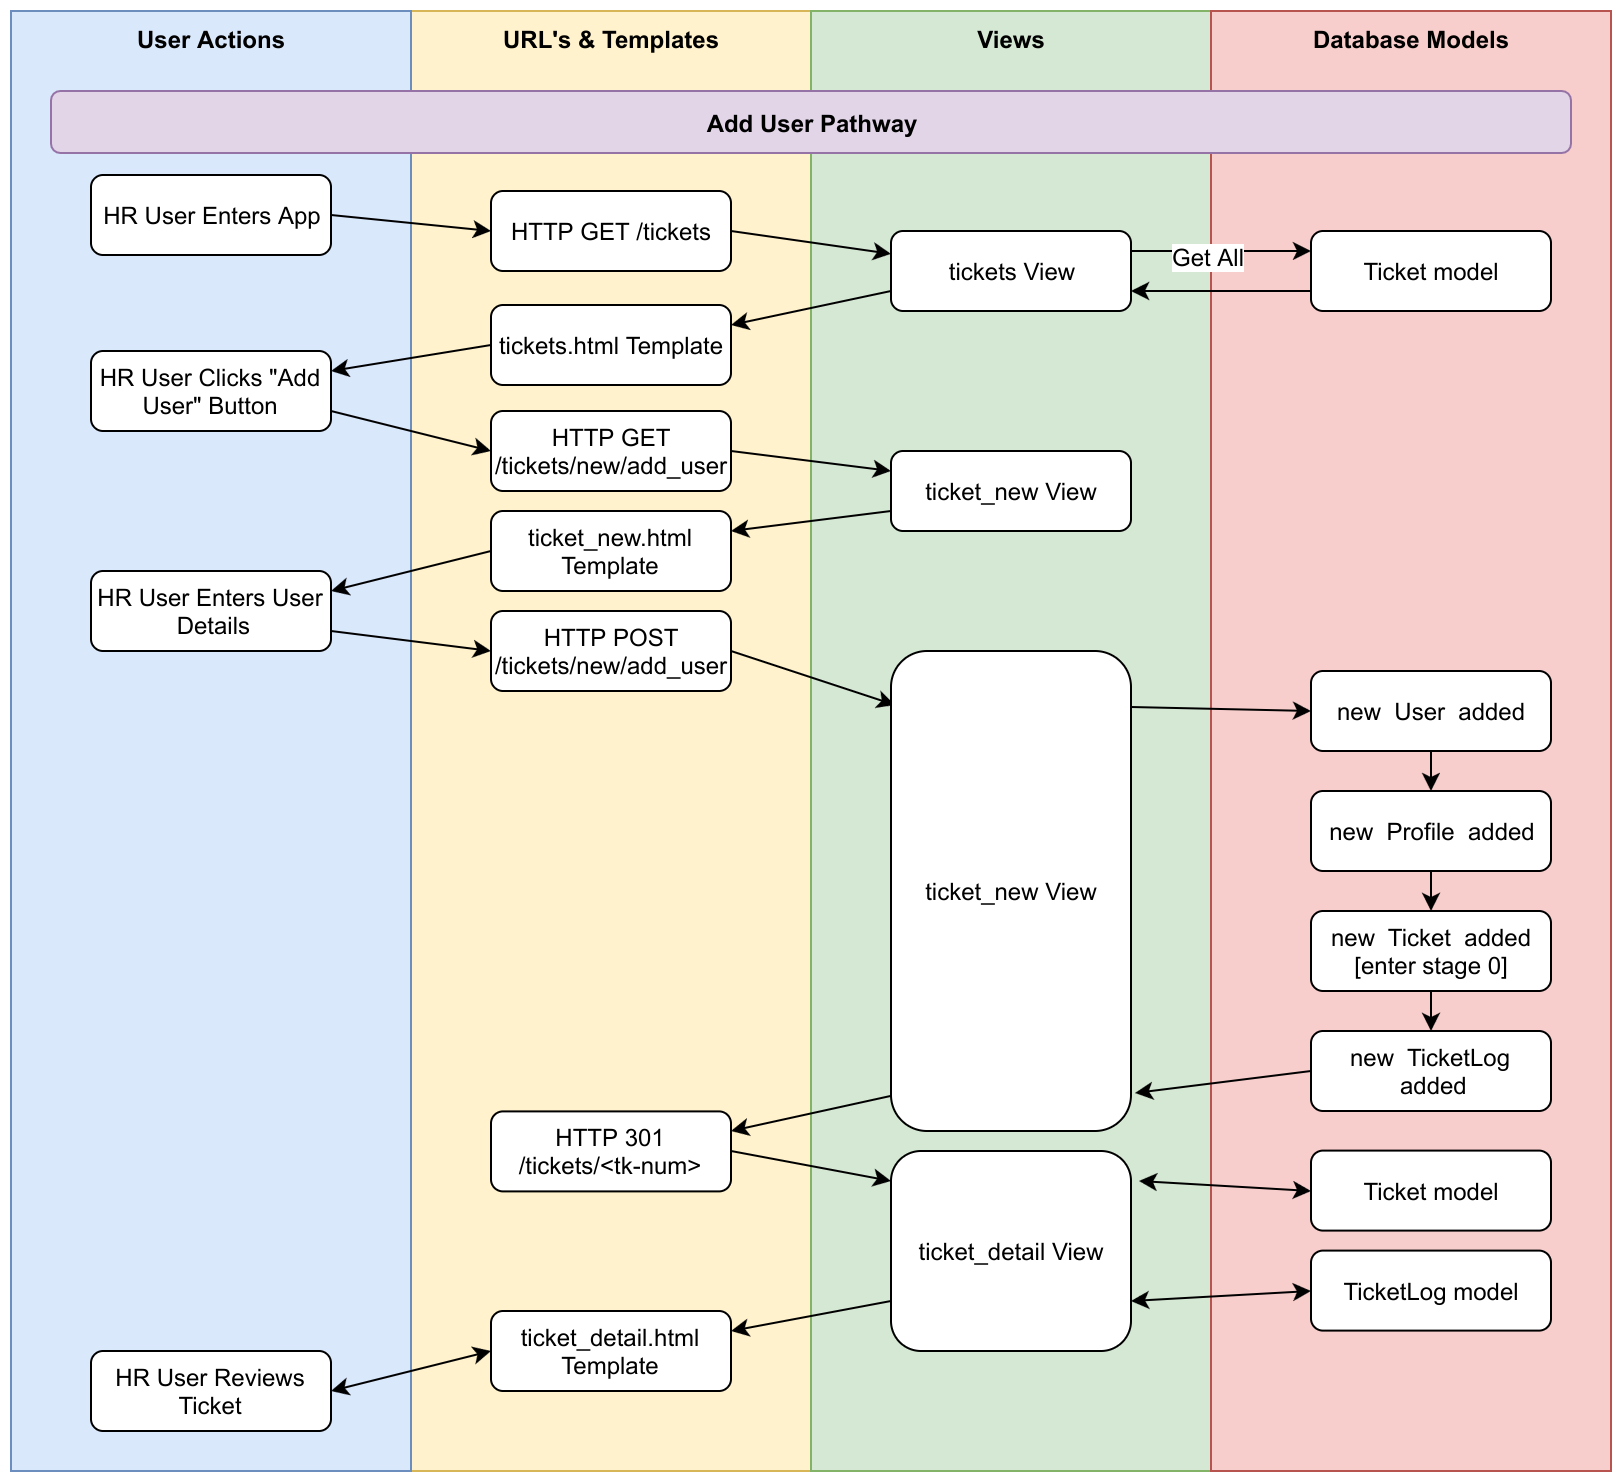 User Actions
URL's & Templates
Views
Database Models
Add User Pathway
HR User Enters App
HTTP GET /tickets
tickets View
Get All
Ticket model
tickets.html Template
HR User Clicks "Add
User" Button
HTTP GET
/tickets/new/add_user
ticket_new View
ticket_new.html
Template
HR User Enters User
Details
HTTP POST
/tickets/new/add_user
ticket_new View
new  User  added
new  Profile  added
new  Ticket  added
[enter stage 0]
new  TicketLog
added
HTTP 301
/tickets/<tk-num>
ticket_detail View
Ticket model
TicketLog model
ticket_detail.html
Template
HR User Reviews
Ticket